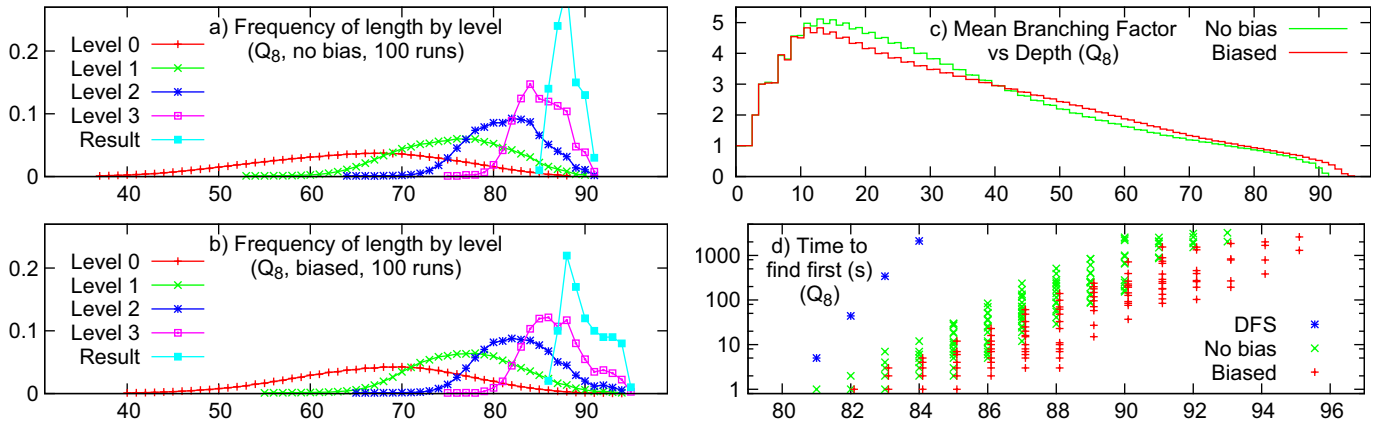 a) Frequency of length by level
(Q8, no bias, 100 runs)
Level 0
Level 1
Level 2
Level 3
Result
0.2
0.1
0
40 50 60 70 80 90
c) Mean Branching Factor
vs Depth (Q8)
No bias
Biased
5
4
3
2
1
0
0 10 20 30 40 50 60 70 80 90
b) Frequency of length by level
(Q8, biased, 100 runs)
Level 0
Level 1
Level 2
Level 3
Result
0.2
0.1
0
40 50 60 70 80 90
d) Time to
find first (s)
(Q8)
DFS
No bias
Biased
1000
100
10
1
80 82 84 86 88 90 92 94 96